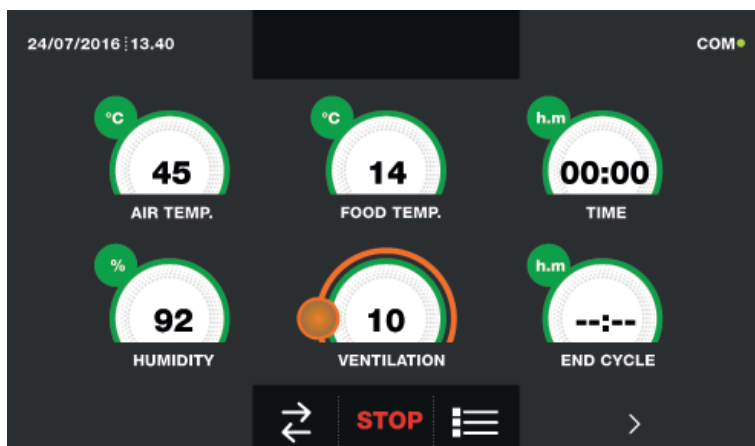 24/07/2016 13.40 COM
°C °C h.m
45 14 00:00
AIR TEMP. FOOD TEMP. TIME
% h.m
92 10 --:--
HUMIDITY VENTILATION END CYCLE
STOP